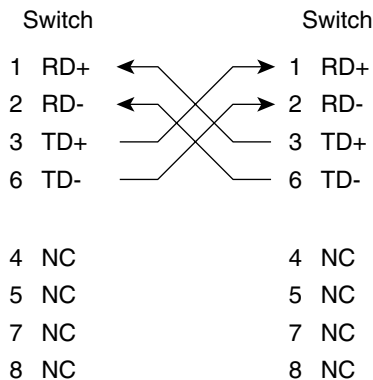 Switch Switch
1 RD+ 1 RD+
2 RD- 2 RD-
3 TD+ 3 TD+
6 TD- 6 TD-
4 NC 4 NC
5 NC 5 NC
7 NC 7 NC
8 NC 8 NC